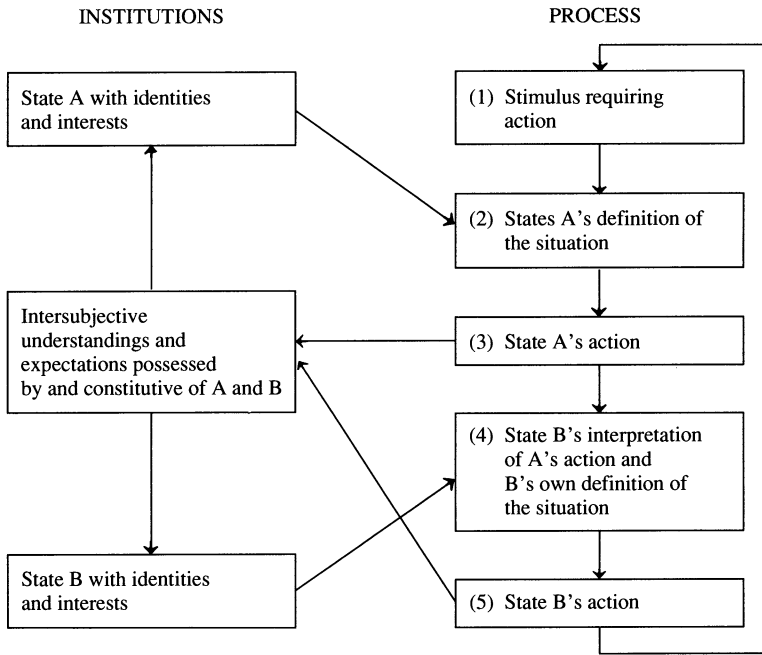 INSTITUTIONS
PROCESS
State A with identities
and interests
(1) Stimulus requiring
action
(2) States A's definition of
the situation
Intersubjective
understandings and
expectations possessed
by and constitutive of A and B
(3) State A's action
(4) State B's interpretation
of A's action and
B's own definition of
the situation
State B with identities
and interests
(5) State B's action